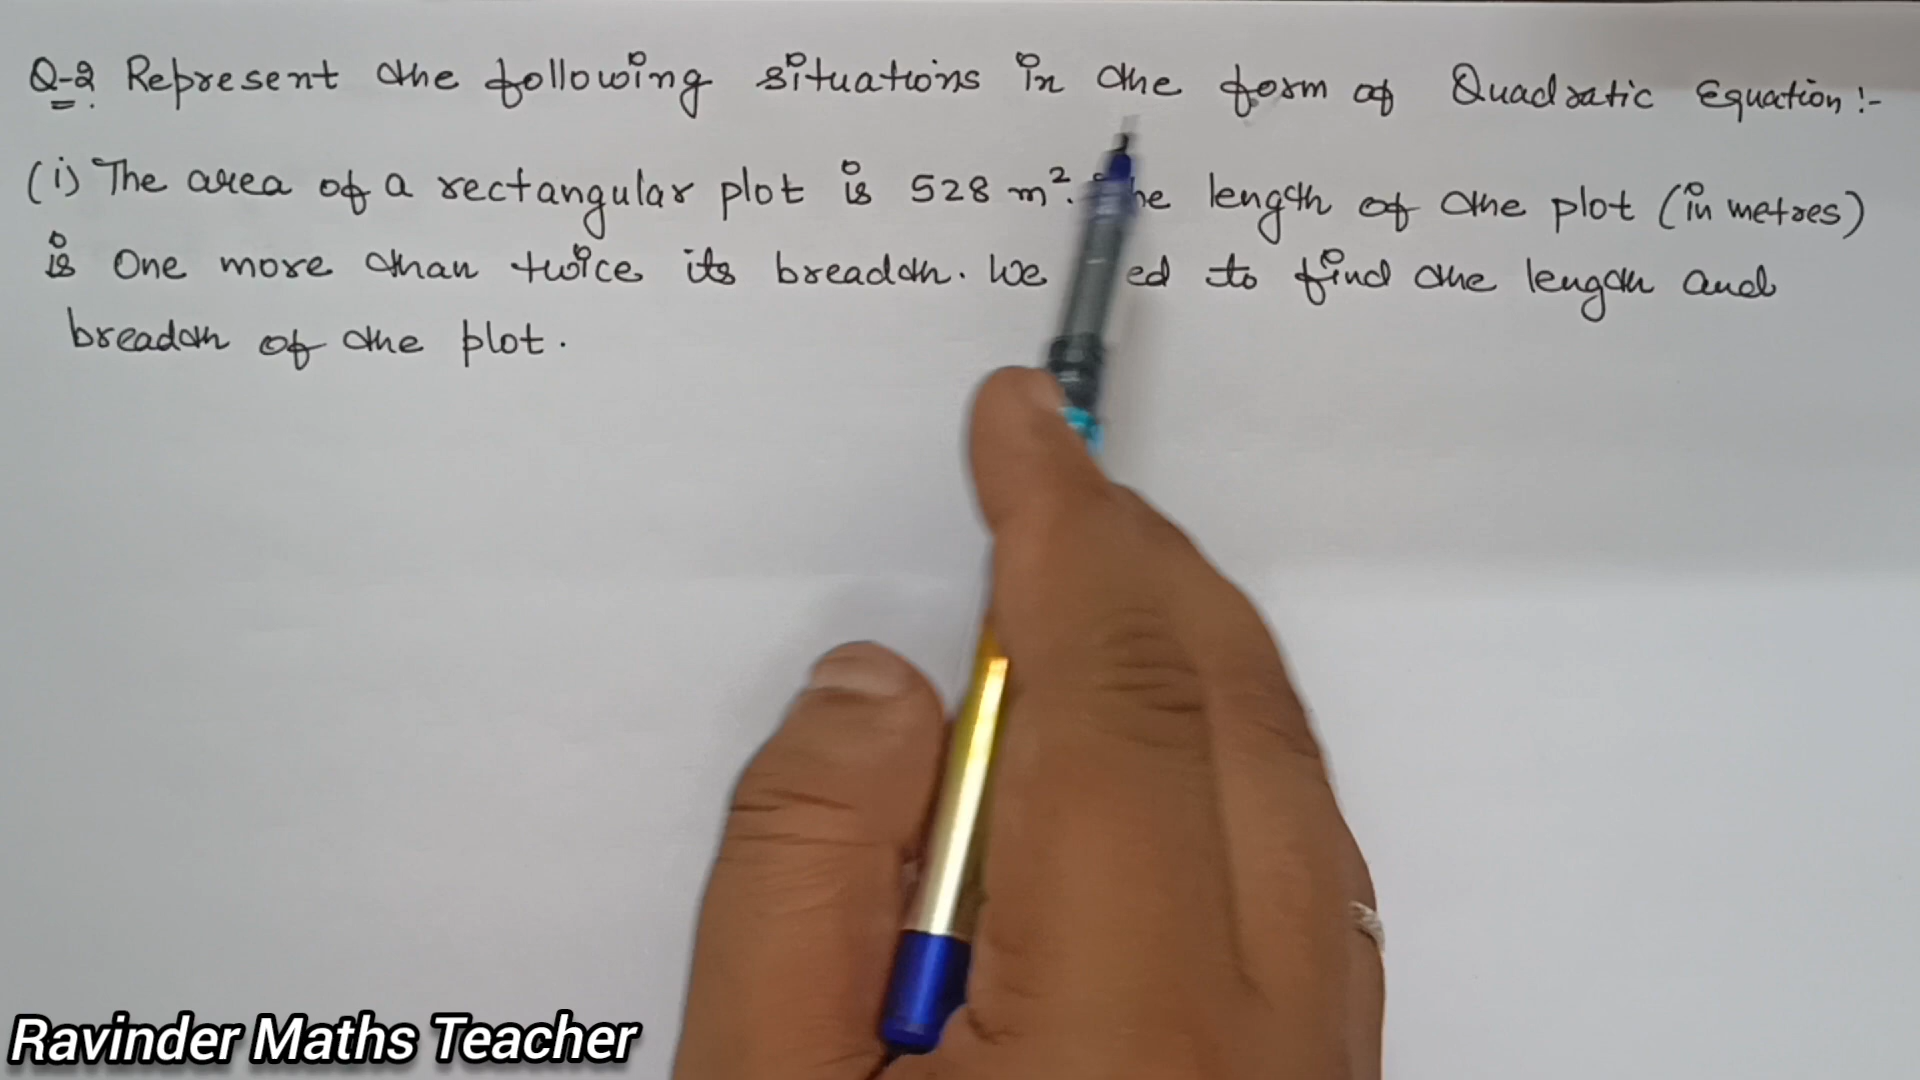 Q-2. Represent the following situations in the form of Quadratic Equation :-
(i) The area of a rectangular plot is 528 m². The length of the plot (in metres)
is One more than twice its breadth. We to find the length and
breadth of the plot.
Ravinder Maths Teacher